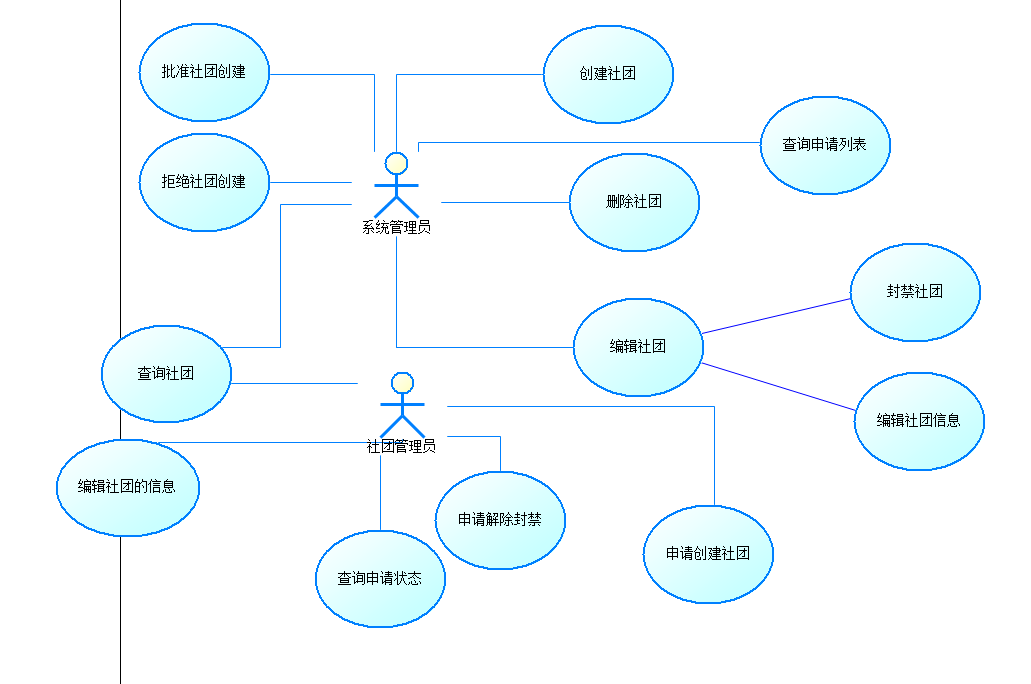 批准社团创建
创建社团
查询申请列表
拒绝社团创建
删除社团
系统管理员
封禁社团
编辑社团
查询社团
编辑社团信息
社团管理员
编辑社团的信息
申请解除封禁
申请创建社团
查询申请状态